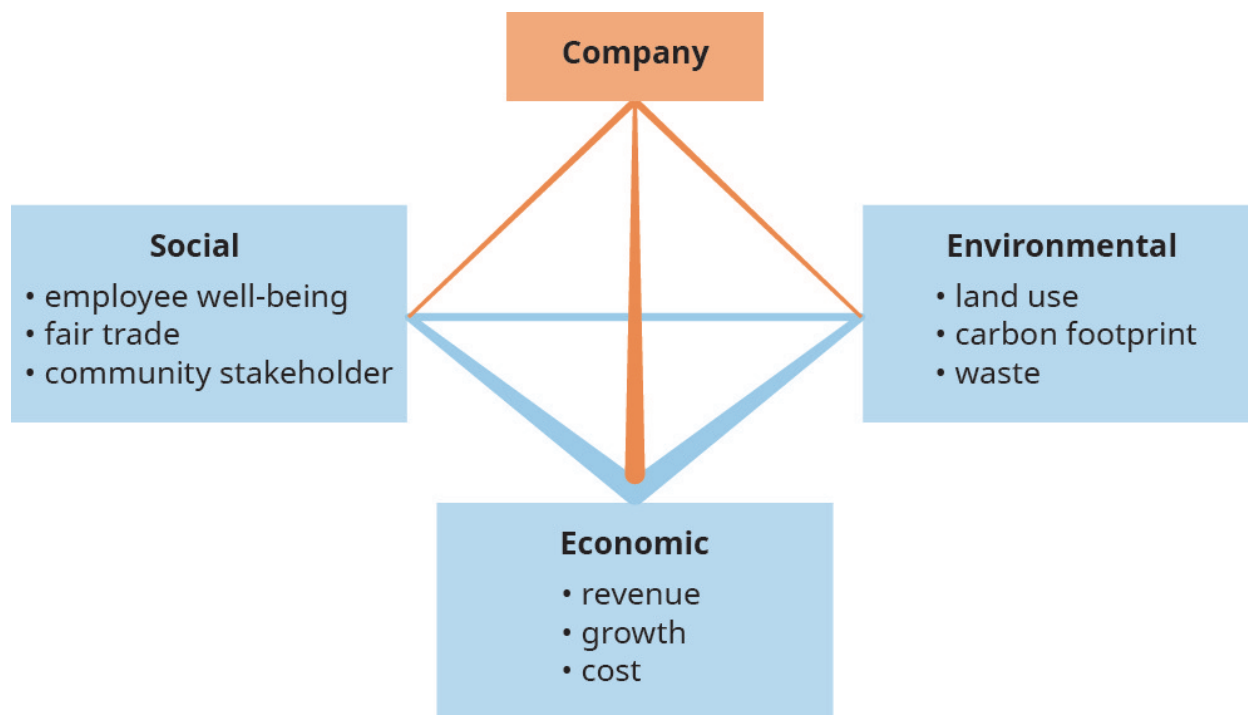 Company
Social
• employee well-being
• fair trade
• community stakeholder
Environmental
• land use
• carbon footprint
• waste
Economic
• revenue
• growth
• cost